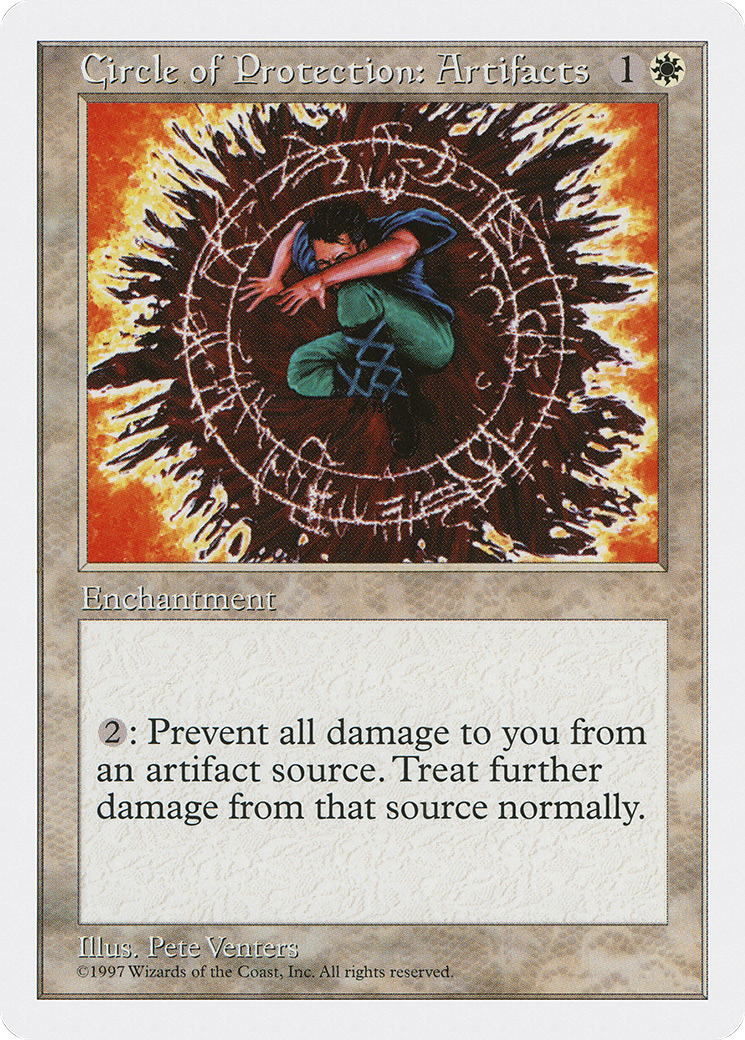 Circle of Protection: Artifacts 1
Enchantment
2: Prevent all damage to you from
an artifact source. Treat further
damage from that source normally.
Illus. Pete Venters
©1997 Wizards of the Coast, Inc. All rights reserved.